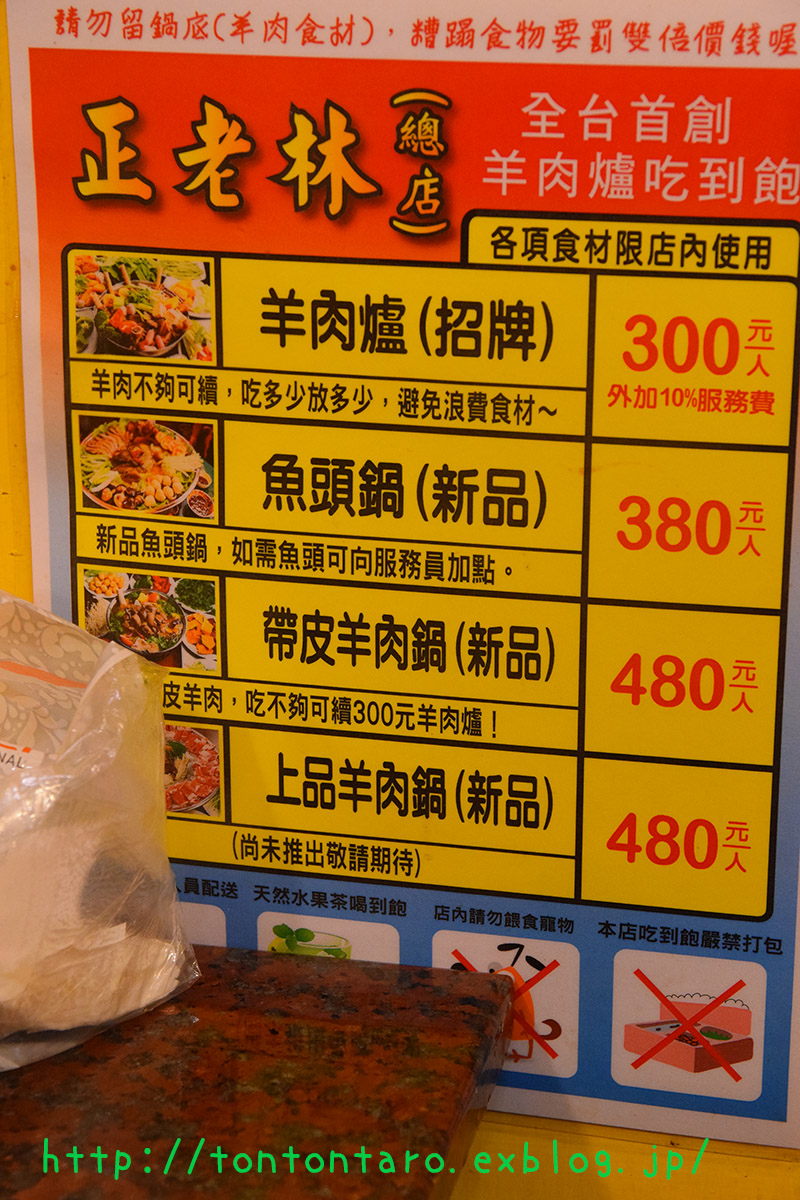 請勿留鍋底(羊肉食材)，糟蹋食物要罰雙倍價錢喔
正老林(總店)
全台首創
羊肉爐吃到飽
各項食材限店內使用
羊肉爐(招牌)
300元/人
外加10%服務費
羊肉不夠可續，吃多少放多少，避免浪費食材～
魚頭鍋(新品)
380元/人
新品魚頭鍋，如需魚頭可向服務員加點。
帶皮羊肉鍋(新品)
480元/人
皮羊肉，吃不夠可續300元羊肉爐！
上品羊肉鍋(新品)
480元/人
(尚未推出敬請期待)
員配送
天然水果茶喝到飽
店內請勿餵食寵物
本店吃到飽嚴禁打包
http://tontontaro.exblog.jp/